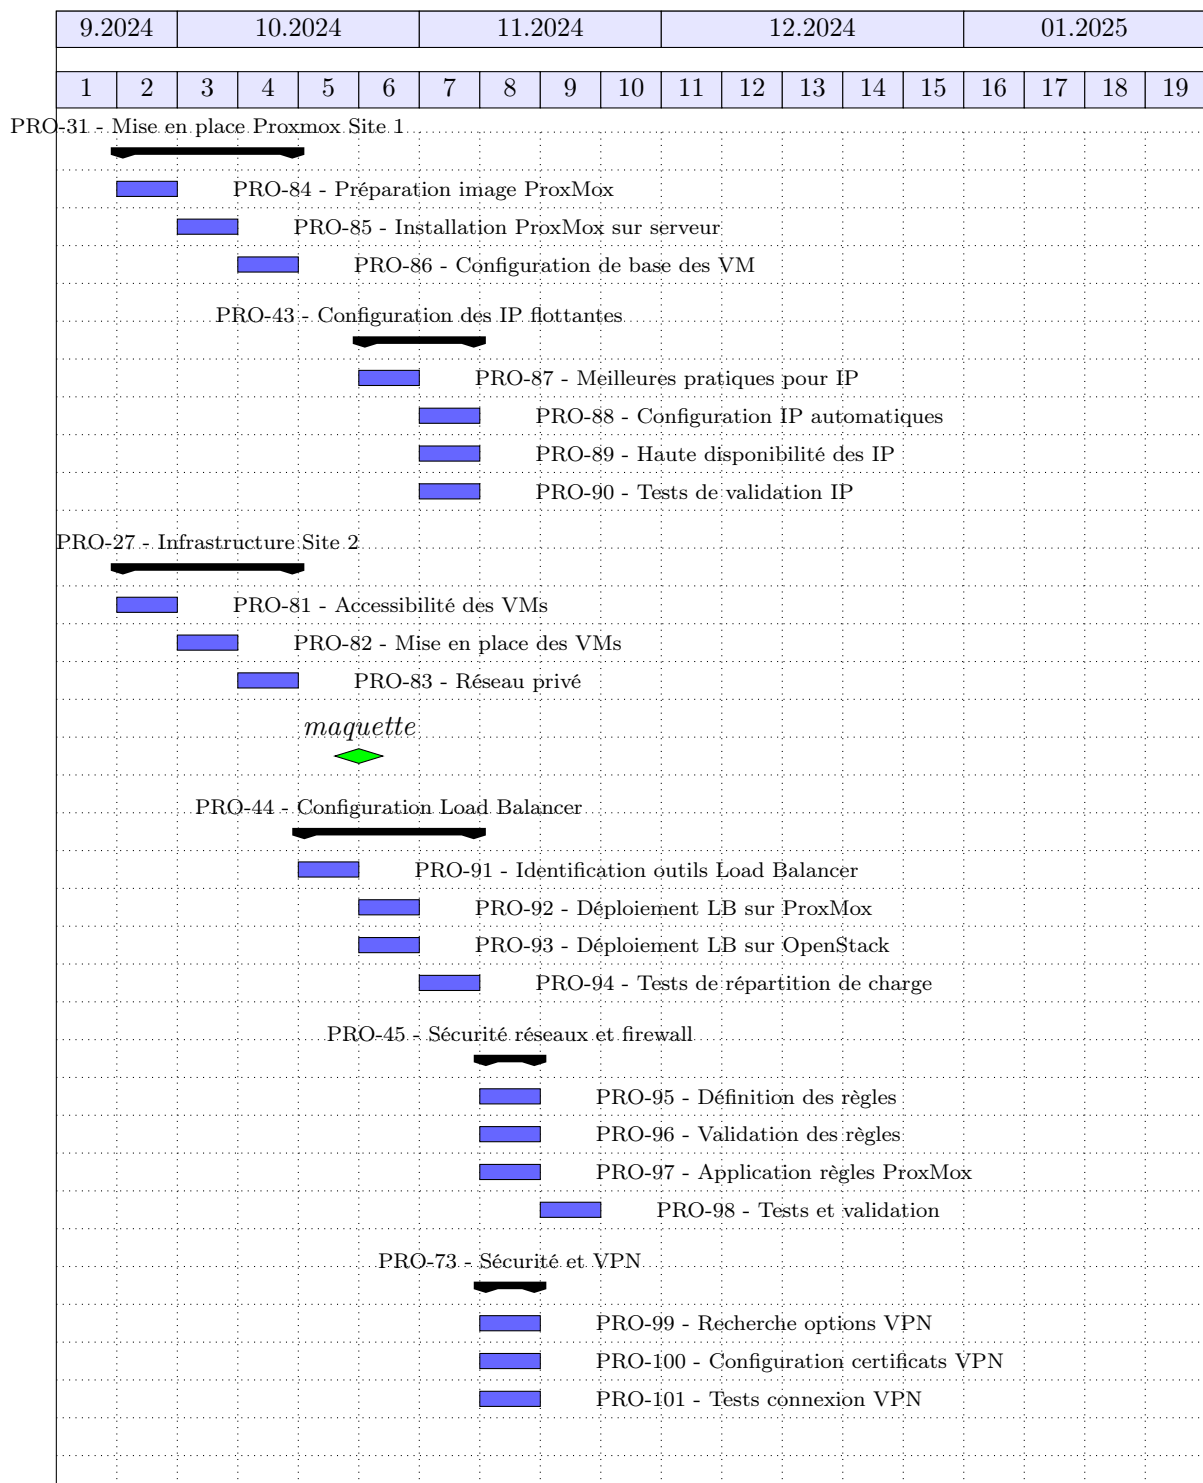 9.2024 10.2024 11.2024 12.2024 01.2025
1 2 3 4 5 6 7 8 9 10 11 12 13 14 15 16 17 18 19
PRO-31 - Mise en place Proxmox Site 1
PRO-84 - Préparation image ProxMox
PRO-85 - Installation ProxMox sur serveur
PRO-86 - Configuration de base des VM
PRO-43 - Configuration des IP flottantes
PRO-87 - Meilleures pratiques pour IP
PRO-88 - Configuration IP automatiques
PRO-89 - Haute disponibilité des IP
PRO-90 - Tests de validation IP
PRO-27 - Infrastructure Site 2
PRO-81 - Accessibilité des VMs
PRO-82 - Mise en place des VMs
PRO-83 - Réseau privé
maquette
PRO-44 - Configuration Load Balancer
PRO-91 - Identification outils Load Balancer
PRO-92 - Déploiement LB sur ProxMox
PRO-93 - Déploiement LB sur OpenStack
PRO-94 - Tests de répartition de charge
PRO-45 - Sécurité réseaux et firewall
PRO-95 - Définition des règles
PRO-96 - Validation des règles
PRO-97 - Application règles ProxMox
PRO-98 - Tests et validation
PRO-73 - Sécurité et VPN
PRO-99 - Recherche options VPN
PRO-100 - Configuration certificats VPN
PRO-101 - Tests connexion VPN